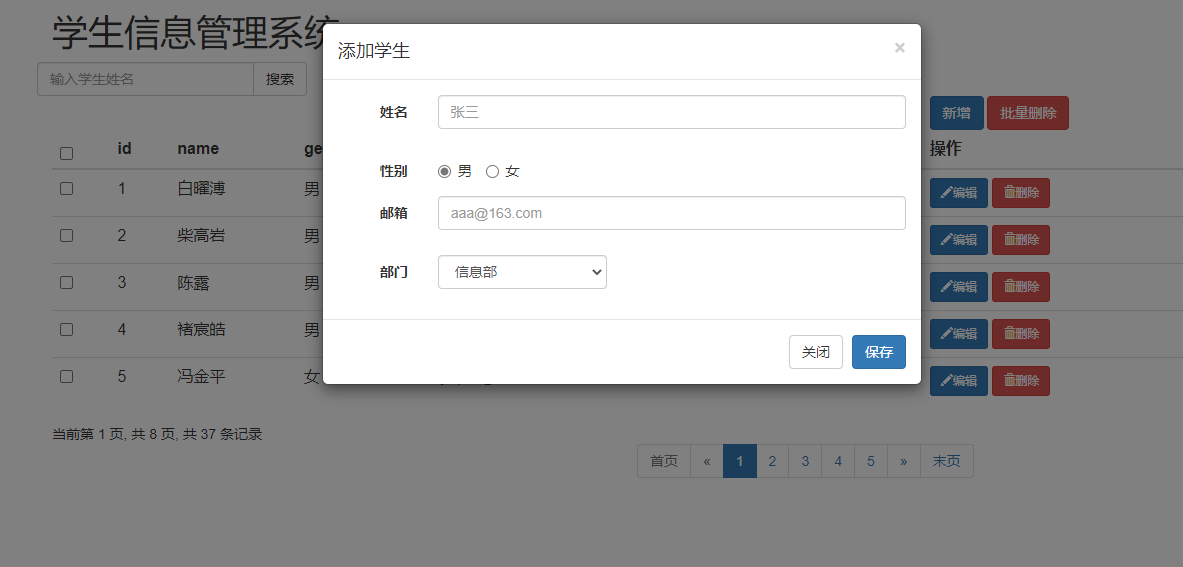 学生信息管理系统
输入学生姓名 搜索
添加学生 ×
姓名 张三
性别 男 女
邮箱 aaa@163.com
部门 信息部
关闭 保存
新增 批量删除
id name ge 操作
1 白曜溥 男 编辑 删除
2 柴高岩 男 编辑 删除
3 陈露 男 编辑 删除
4 褚宸皓 男 编辑 删除
5 冯金平 女 编辑 删除
当前第 1 页, 共 8 页, 共 37 条记录
首页 « 1 2 3 4 5 » 末页